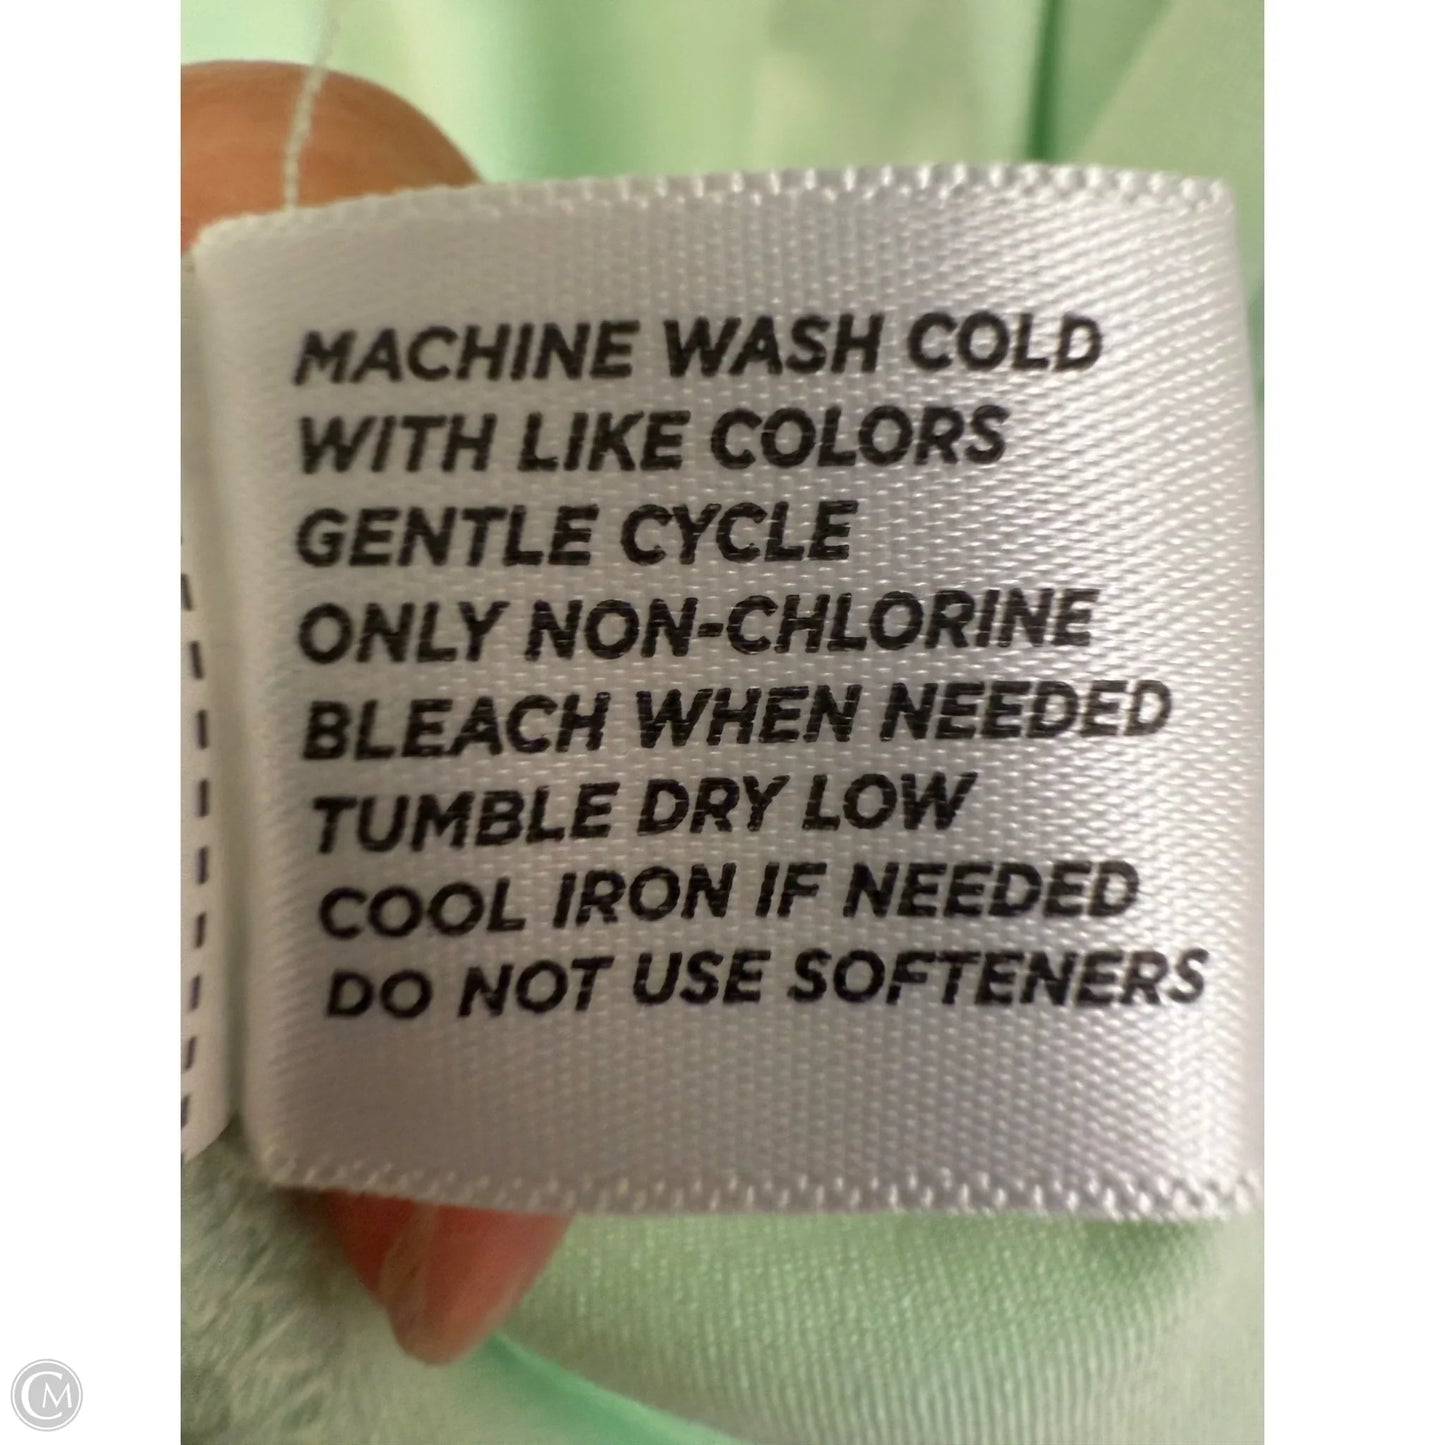 MACHINE WASH COLD
WITH LIKE COLORS
GENTLE CYCLE
ONLY NON-CHLORINE
BLEACH WHEN NEEDED
TUMBLE DRY LOW
COOL IRON IF NEEDED
DO NOT USE SOFTENERS
CM